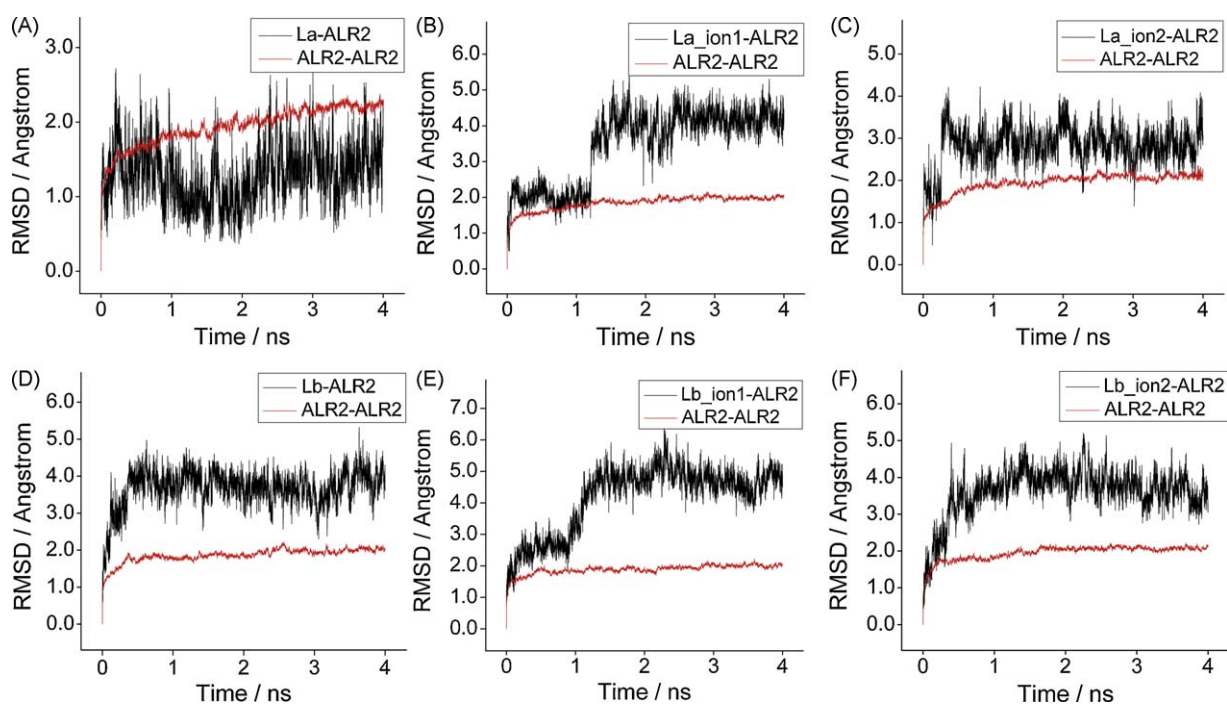 (A)
La-ALR2
ALR2-ALR2
RMSD / Angstrom
3.0
2.0
1.0
0.0
0 1 2 3 4
Time / ns
(B)
La_ion1-ALR2
ALR2-ALR2
RMSD / Angstrom
6.0
5.0
4.0
3.0
2.0
1.0
0.0
0 1 2 3 4
Time / ns
(C)
La_ion2-ALR2
ALR2-ALR2
RMSD / Angstrom
5.0
4.0
3.0
2.0
1.0
0.0
0 1 2 3 4
Time / ns
(D)
Lb-ALR2
ALR2-ALR2
RMSD / Angstrom
6.0
5.0
4.0
3.0
2.0
1.0
0.0
0 1 2 3 4
Time / ns
(E)
Lb_ion1-ALR2
ALR2-ALR2
RMSD / Angstrom
7.0
6.0
5.0
4.0
3.0
2.0
1.0
0.0
0 1 2 3 4
Time / ns
(F)
Lb_ion2-ALR2
ALR2-ALR2
RMSD / Angstrom
6.0
5.0
4.0
3.0
2.0
1.0
0.0
0 1 2 3 4
Time / ns